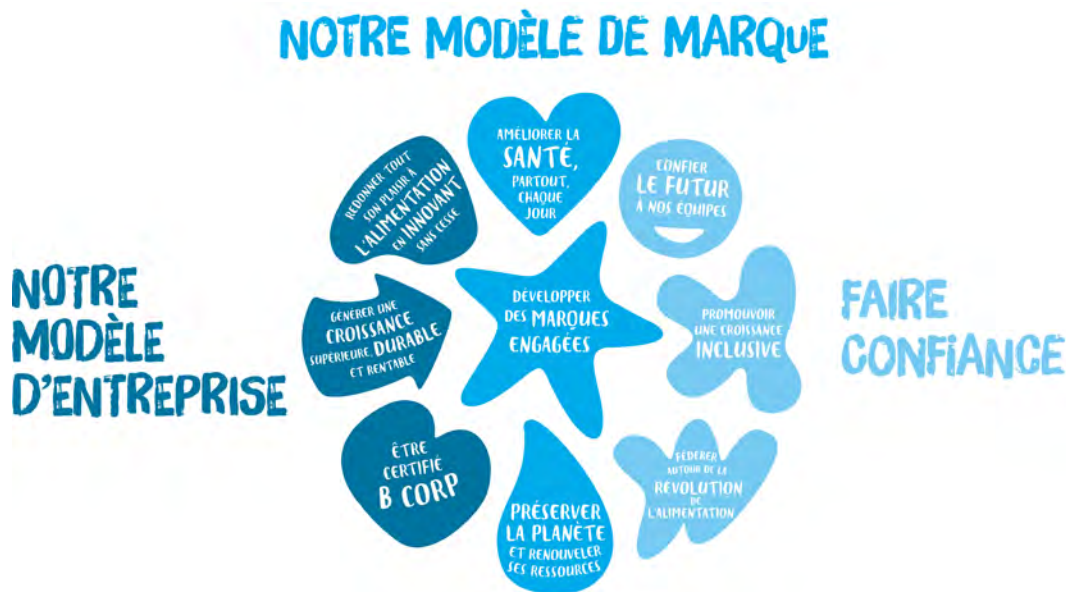 NOTRE MODÈLE DE MARQUE
REDONNER TOUT
SON PLAISIR À
L'ALIMENTATION
EN INNOVANT
SANS CESSE
AMÉLIORER LA
SANTÉ,
PARTOUT,
CHAQUE
JOUR
CONFIER
LE FUTUR
À NOS ÉQUIPES
NOTRE
MODÈLE
D'ENTREPRISE
GÉNÉRER UNE
CROISSANCE
SUPÉRIEURE, DURABLE
ET RENTABLE
DÉVELOPPER
DES MARQUES
ENGAGÉES
PROMOUVOIR
UNE CROISSANCE
INCLUSIVE
FAIRE
CONFIANCE
ÊTRE
CERTIFIÉ
B CORP
PRÉSERVER
LA PLANÈTE
ET RENOUVELER
SES RESSOURCES
FÉDÉRER
AUTOUR DE LA
REVOLUTION
DE
L'ALIMENTATION